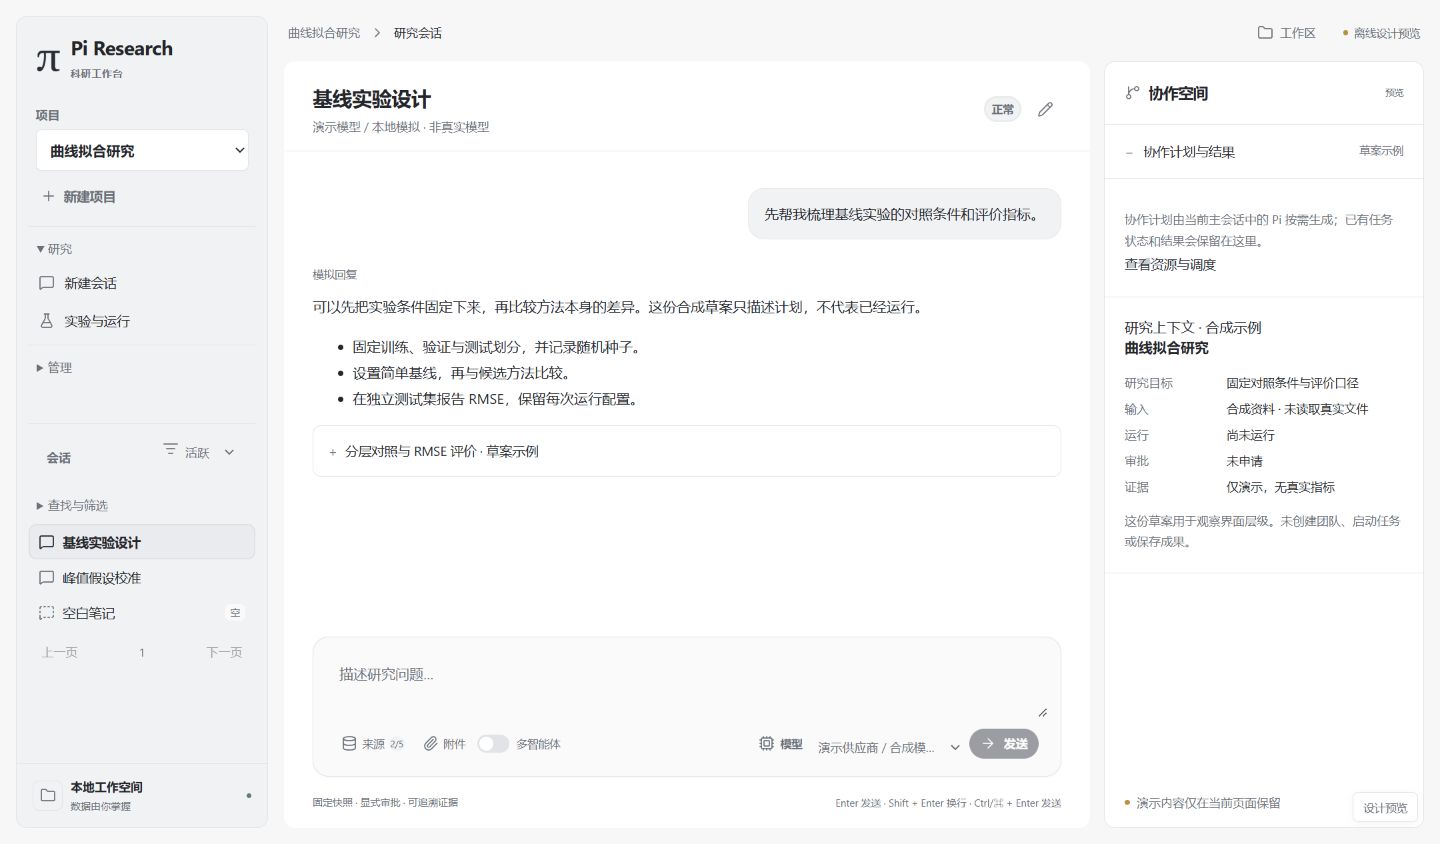 π Pi Research
科研工作台
项目
曲线拟合研究
新建项目
研究
新建会话
实验与运行
管理
会话
活跃
查找与筛选
基线实验设计
峰值假设校准
空白笔记 空
上一页 1 下一页
本地工作空间
数据由你掌握
曲线拟合研究 > 研究会话
工作区
离线设计预览
基线实验设计
演示模型 / 本地模拟 · 非真实模型
正常
先帮我梳理基线实验的对照条件和评价指标。
模拟回复
可以先把实验条件固定下来，再比较方法本身的差异。这份合成草案只描述计划，不代表已经运行。
• 固定训练、验证与测试划分，并记录随机种子。
• 设置简单基线，再与候选方法比较。
• 在独立测试集报告 RMSE，保留每次运行配置。
+ 分层对照与 RMSE 评价 · 草案示例
描述研究问题...
来源 2/5 附件 多智能体 模型 演示供应商 / 合成模... 发送
固定快照 · 显式审批 · 可追溯证据
Enter 发送 · Shift + Enter 换行 · Ctrl/⌘ + Enter 发送
协作空间 预览
− 协作计划与结果 草案示例
协作计划由当前主会话中的 Pi 按需生成；已有任务
状态和结果会保留在这里。
查看资源与调度
研究上下文 · 合成示例
曲线拟合研究
研究目标 固定对照条件与评价口径
输入 合成资料 · 未读取真实文件
运行 尚未运行
审批 未申请
证据 仅演示，无真实指标
这份草案用于观察界面层级。未创建团队、启动任务
或保存成果。
演示内容仅在当前页面保留
设计预览